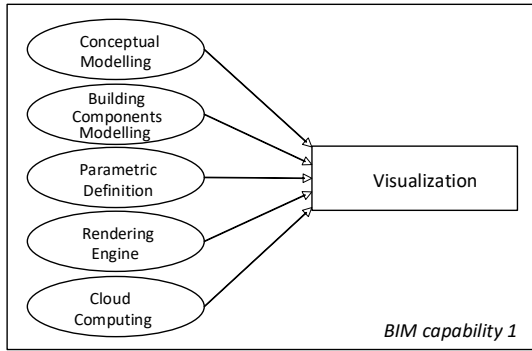 Conceptual
Modelling
Building
Components
Modelling
Parametric
Definition
Rendering
Engine
Cloud
Computing
Visualization
BIM capability 1